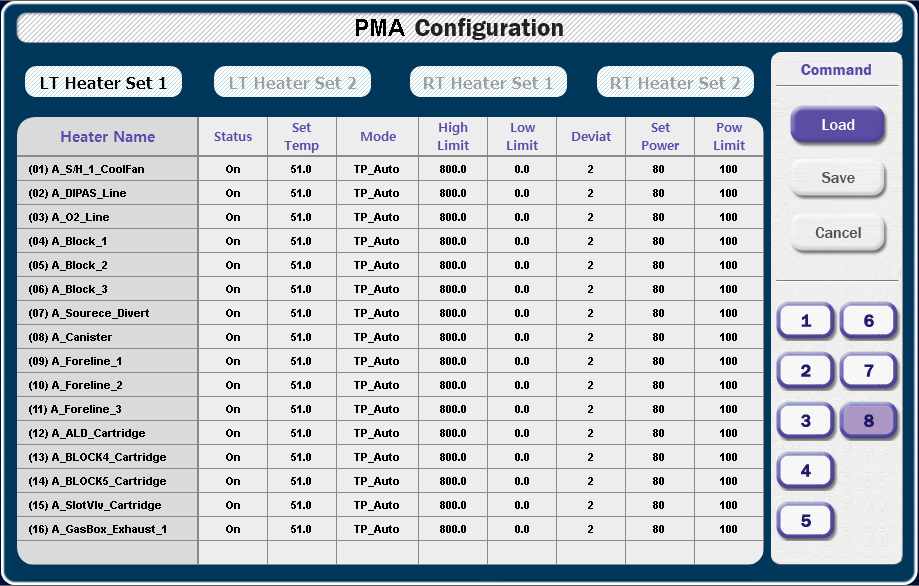 PMA Configuration
LT Heater Set 1 LT Heater Set 2 RT Heater Set 1 RT Heater Set 2
Heater Name Status Set Temp Mode High Limit Low Limit Deviat Set Power Pow Limit
(01) A_S/H_1_CoolFan On 51.0 TP_Auto 800.0 0.0 2 80 100
(02) A_DIPAS_Line On 51.0 TP_Auto 800.0 0.0 2 80 100
(03) A_O2_Line On 51.0 TP_Auto 800.0 0.0 2 80 100
(04) A_Block_1 On 51.0 TP_Auto 800.0 0.0 2 80 100
(05) A_Block_2 On 51.0 TP_Auto 800.0 0.0 2 80 100
(06) A_Block_3 On 51.0 TP_Auto 800.0 0.0 2 80 100
(07) A_Sourece_Divert On 51.0 TP_Auto 800.0 0.0 2 80 100
(08) A_Canister On 51.0 TP_Auto 800.0 0.0 2 80 100
(09) A_Foreline_1 On 51.0 TP_Auto 800.0 0.0 2 80 100
(10) A_Foreline_2 On 51.0 TP_Auto 800.0 0.0 2 80 100
(11) A_Foreline_3 On 51.0 TP_Auto 800.0 0.0 2 80 100
(12) A_ALD_Cartridge On 51.0 TP_Auto 800.0 0.0 2 80 100
(13) A_BLOCK4_Cartridge On 51.0 TP_Auto 800.0 0.0 2 80 100
(14) A_BLOCK5_Cartridge On 51.0 TP_Auto 800.0 0.0 2 80 100
(15) A_SlotVlv_Cartridge On 51.0 TP_Auto 800.0 0.0 2 80 100
(16) A_GasBox_Exhaust_1 On 51.0 TP_Auto 800.0 0.0 2 80 100
Command
Load
Save
Cancel
1 6
2 7
3 8
4
5